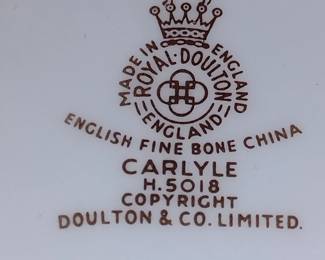 MADE IN ENGLAND
ROYAL·DOULTON
ENGLAND
ENGLISH FINE BONE CHINA
CARLYLE
H.5018
COPYRIGHT
DOULTON & CO. LIMITED.